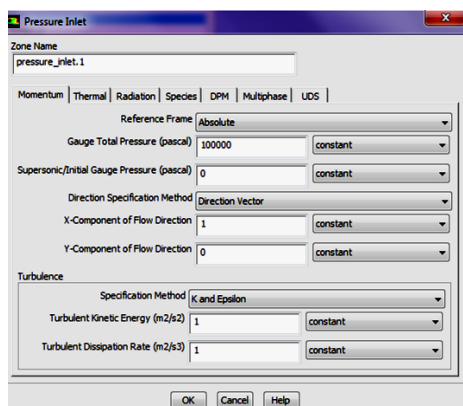 Pressure Inlet
Zone Name
pressure_inlet.1
Momentum Thermal Radiation Species DPM Multiphase UDS
Reference Frame Absolute
Gauge Total Pressure (pascal) 100000 constant
Supersonic/Initial Gauge Pressure (pascal) 0 constant
Direction Specification Method Direction Vector
X-Component of Flow Direction 1 constant
Y-Component of Flow Direction 0 constant
Turbulence
Specification Method K and Epsilon
Turbulent Kinetic Energy (m2/s2) 1 constant
Turbulent Dissipation Rate (m2/s3) 1 constant
OK Cancel Help